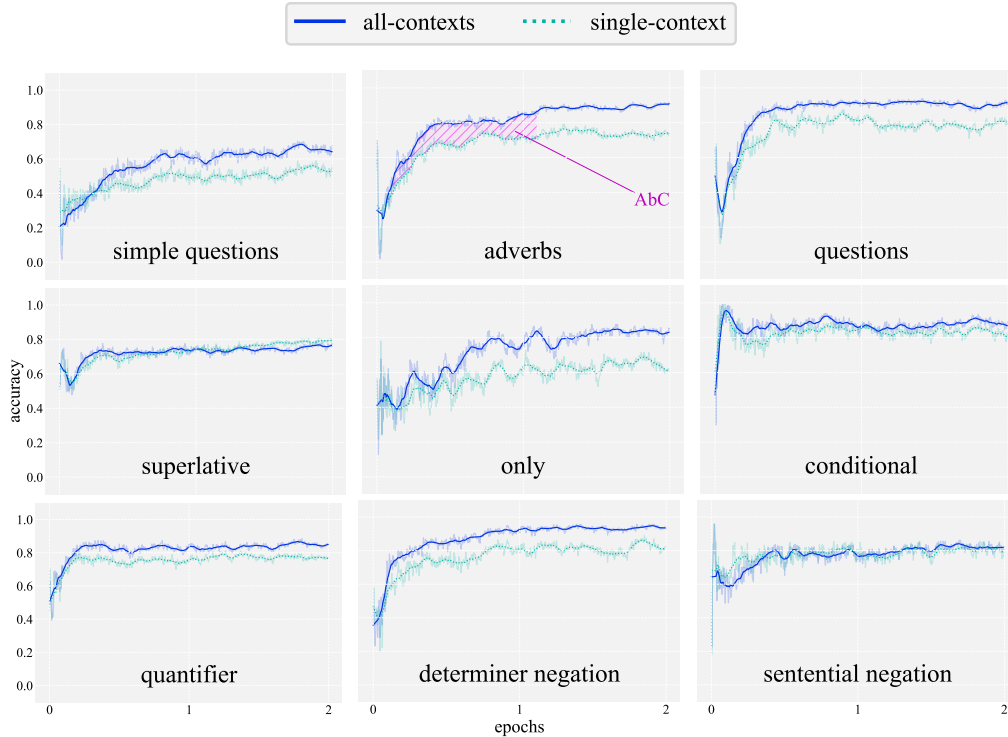 all-contexts single-context
1.0
0.8
0.6
0.4
0.2
0.0
AbC
simple questions adverbs questions
1.0
0.8
0.6
0.4
0.2
0.0
accuracy
superlative only conditional
1.0
0.8
0.6
0.4
0.2
0.0
quantifier determiner negation sentential negation
0 1 2 0 1 2 0 1 2
epochs